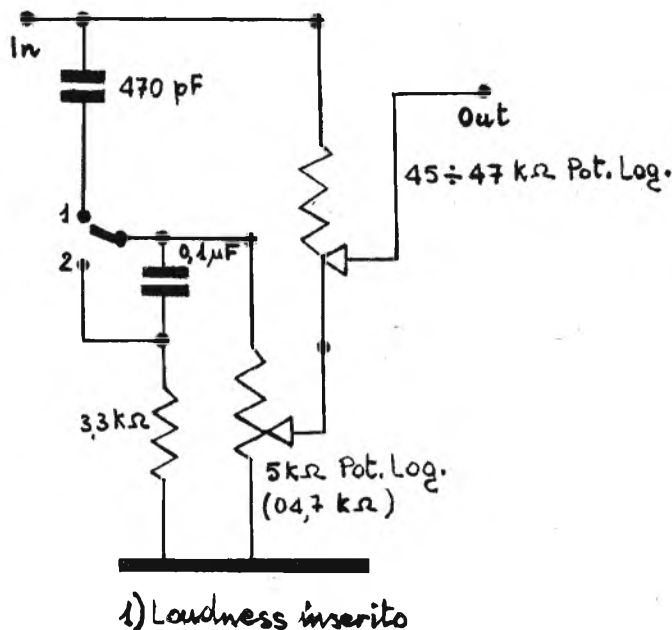 In
470 pF
Out
45÷47 kΩ Pot. Log.
1
2
0,1µF
3,3kΩ
5kΩ Pot. Log.
(04,7 kΩ)
1) Loudness inserito